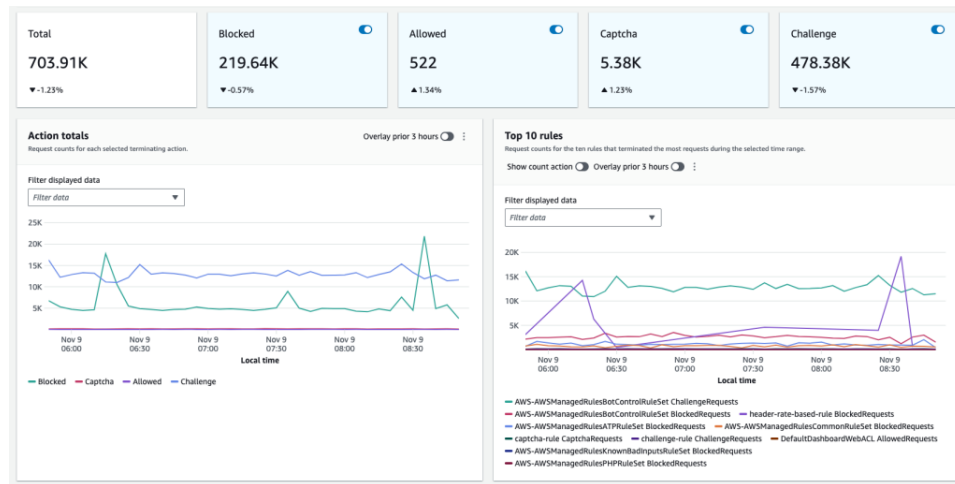 Total
Blocked
Allowed
Captcha
Challenge
703.91K
219.64K
522
5.38K
478.38K
▼-1.23%
▼-0.57%
▲1.34%
▲1.23%
▼-1.57%
Action totals
Overlay prior 3 hours
Request counts for each selected terminating action.
Filter displayed data
Filter data
25K
20K
15K
10K
5K
Nov 9 Nov 9 Nov 9 Nov 9 Nov 9 Nov 9
06:00 06:30 07:00 07:30 08:00 08:30
Local time
Blocked Captcha Allowed Challenge
Top 10 rules
Request counts for the ten rules that terminated the most requests during the selected time range.
Show count action Overlay prior 3 hours
Filter displayed data
Filter data
20K
15K
10K
5K
Nov 9 Nov 9 Nov 9 Nov 9 Nov 9 Nov 9
06:00 06:30 07:00 07:30 08:00 08:30
Local time
AWS-AWSManagedRulesBotControlRuleSet ChallengeRequests
AWS-AWSManagedRulesBotControlRuleSet BlockedRequests header-rate-based-rule BlockedRequests
AWS-AWSManagedRulesATPRuleSet BlockedRequests AWS-AWSManagedRulesCommonRuleSet BlockedRequests
captcha-rule CaptchaRequests challenge-rule ChallengeRequests DefaultDashboardWebACL AllowedRequests
AWS-AWSManagedRulesKnownBadInputsRuleSet BlockedRequests
AWS-AWSManagedRulesPHPRuleSet BlockedRequests